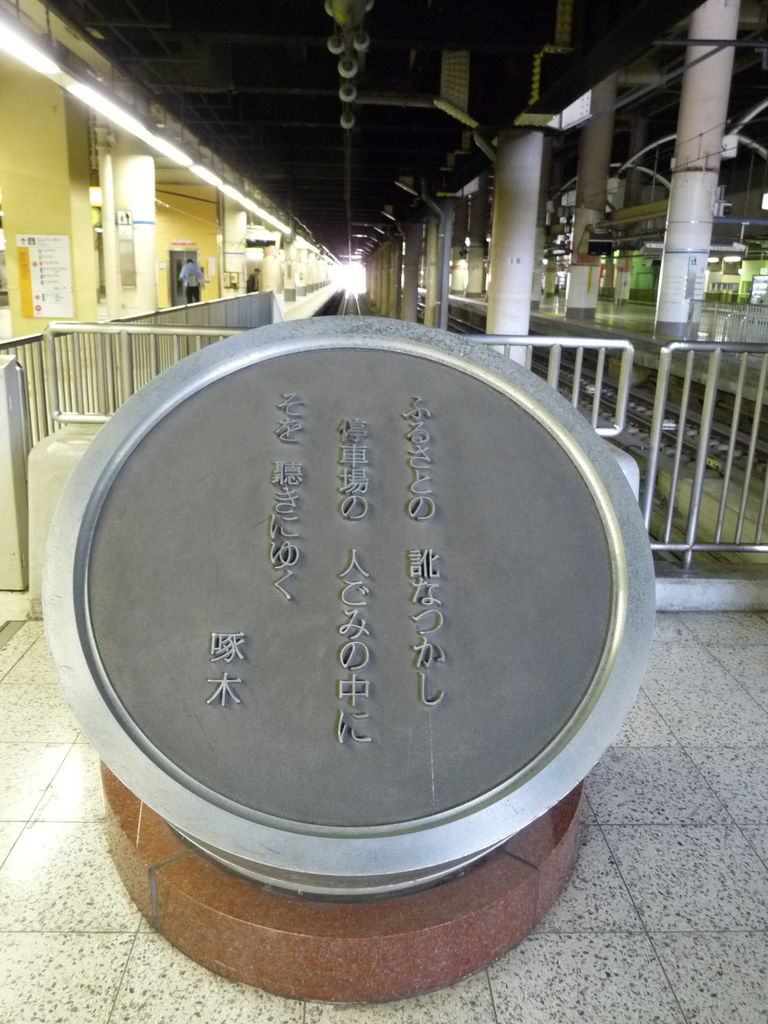 ふるさとの 訛なつかし
停車場の 人ごみの中に
そを 聴きにゆく
啄木
16